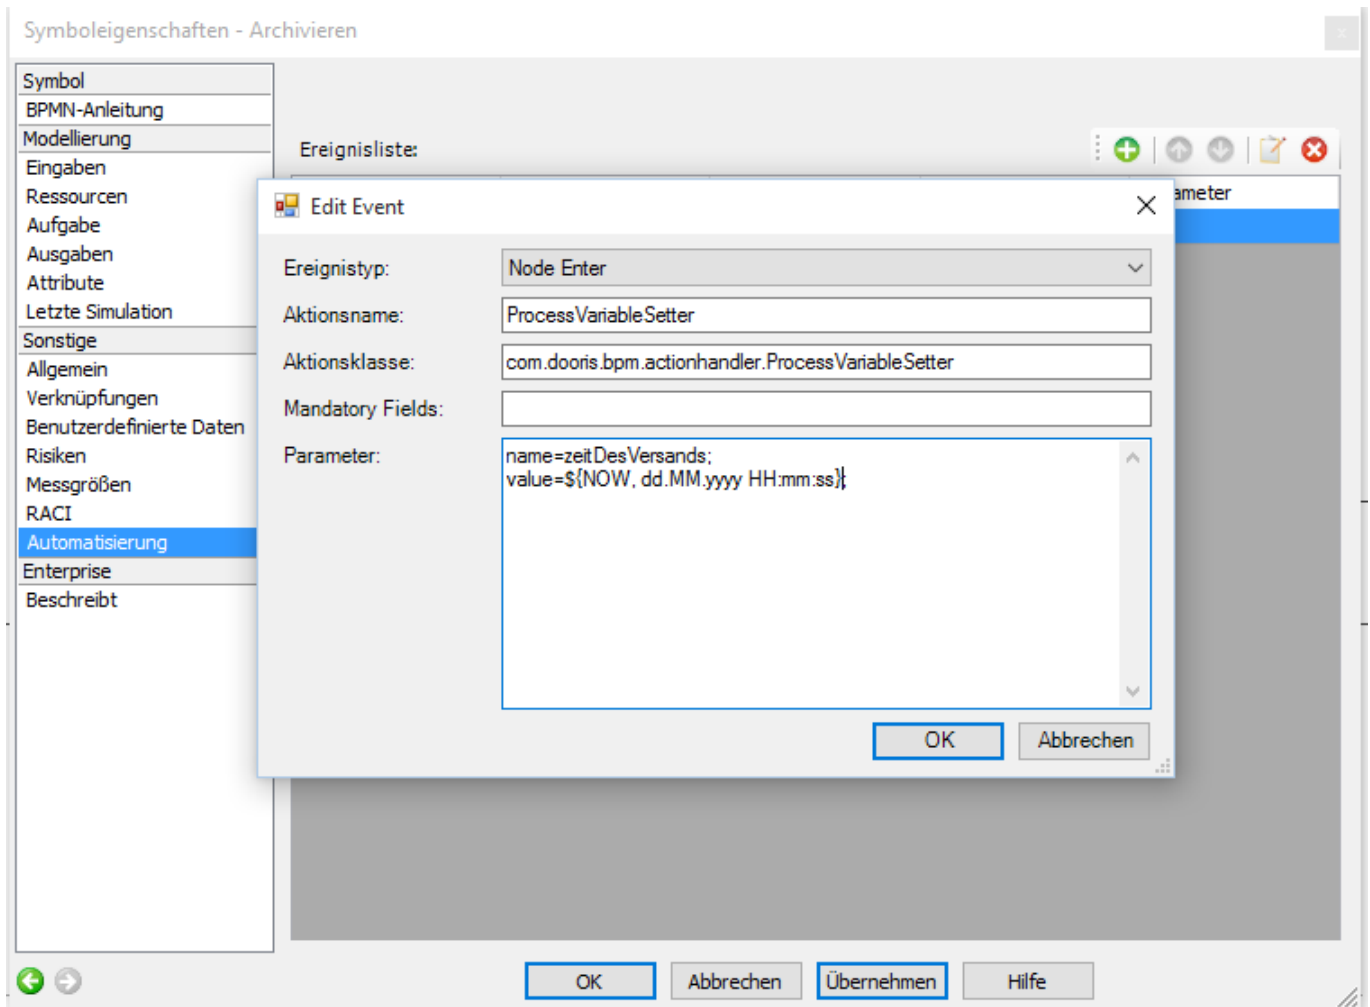 Symboleigenschaften - Archivieren
Symbol
BPMN-Anleitung
Modellierung
Eingaben
Ressourcen
Aufgabe
Ausgaben
Attribute
Letzte Simulation
Sonstige
Allgemein
Verknüpfungen
Benutzerdefinierte Daten
Risiken
Messgrößen
RACI
Automatisierung
Enterprise
Beschreibt
Ereignisliste:
ameter
Edit Event
Ereignistyp: Node Enter
Aktionsname: ProcessVariableSetter
Aktionsklasse: com.dooris.bpm.actionhandler.ProcessVariableSetter
Mandatory Fields:
Parameter: name=zeitDesVersands;
value=${NOW, dd.MM.yyyy HH:mm:ss};
OK Abbrechen
OK Abbrechen Übernehmen Hilfe